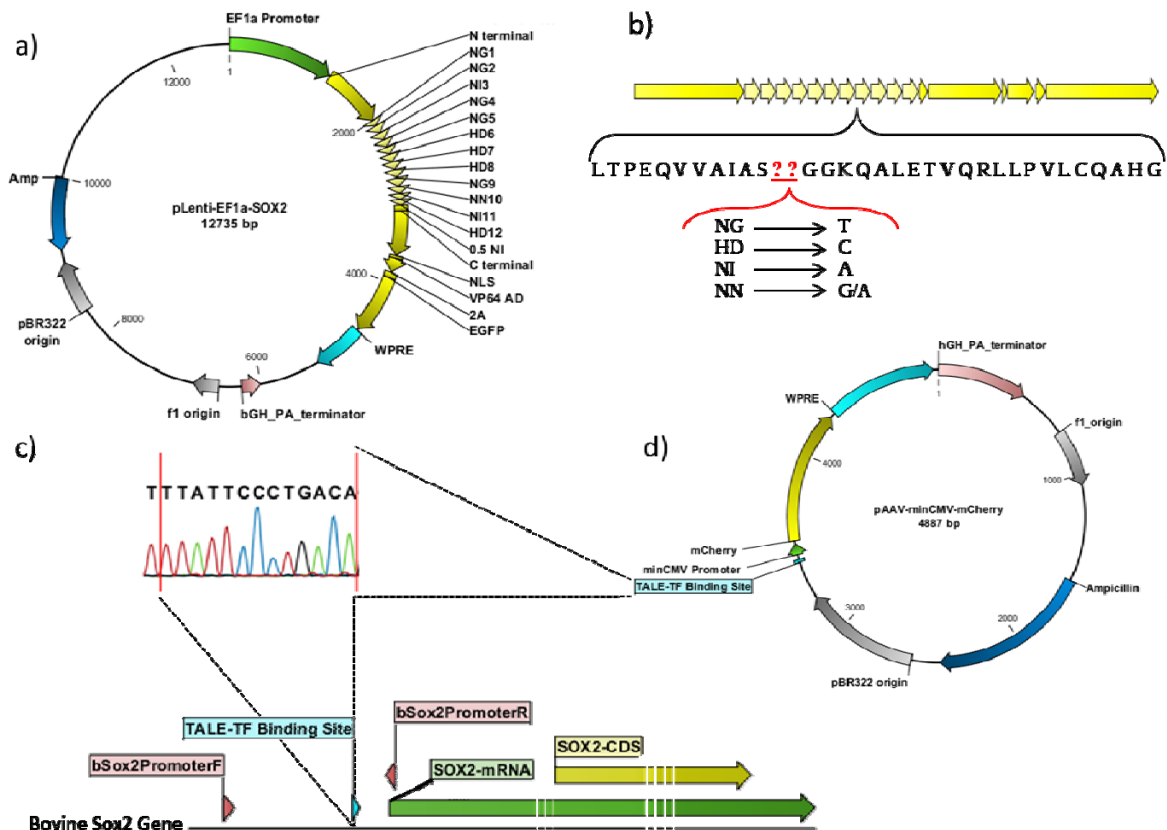 a)
EF1a Promoter
1
2000
4000
6000
8000
10000
12000
N terminal
NG1
NG2
NI3
NG4
NG5
HD6
HD7
HD8
NG9
NN10
NI11
HD12
0.5 NI
C terminal
NLS
VP64 AD
2A
EGFP
WPRE
bGH_PA_terminator
f1 origin
pBR322
origin
Amp
pLenti-EF1a-SOX2
12735 bp
b)
LTPEQVVAIAS??GGKQALETVQRLLPVLCQAHG
NG T
HD C
NI A
NN G/A
c)
TTTATTCCCTGACA
TALE-TF Binding Site
bSox2PromoterF
bSox2PromoterR
SOX2-mRNA
SOX2-CDS
Bovine Sox2 Gene
d)
hGH_PA_terminator
1
f1_origin
1000
Ampicillin
2000
pBR322 origin
3000
TALE-TF Binding Site
minCMV Promoter
mCherry
4000
WPRE
pAAV-minCMV-mCherry
4887 bp